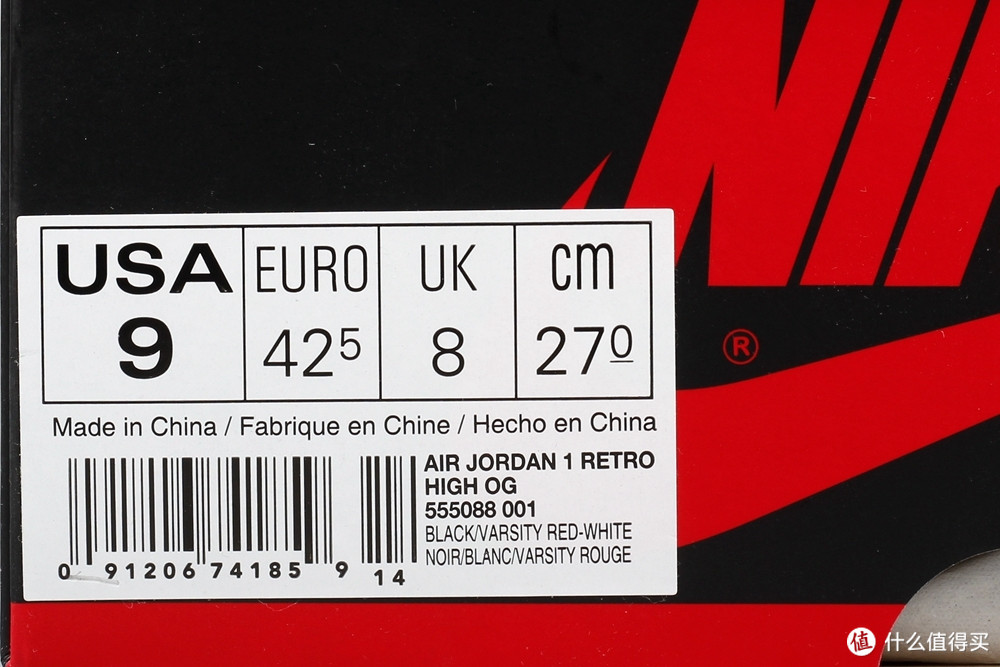 NIK
USA EURO UK cm
9 42⁵ 8 27⁰
®
Made in China / Fabrique en Chine / Hecho en China
AIR JORDAN 1 RETRO
HIGH OG
555088 001
BLACK/VARSITY RED-WHITE
NOIR/BLANC/VARSITY ROUGE
0 91206 74185 9 14
值 什么值得买